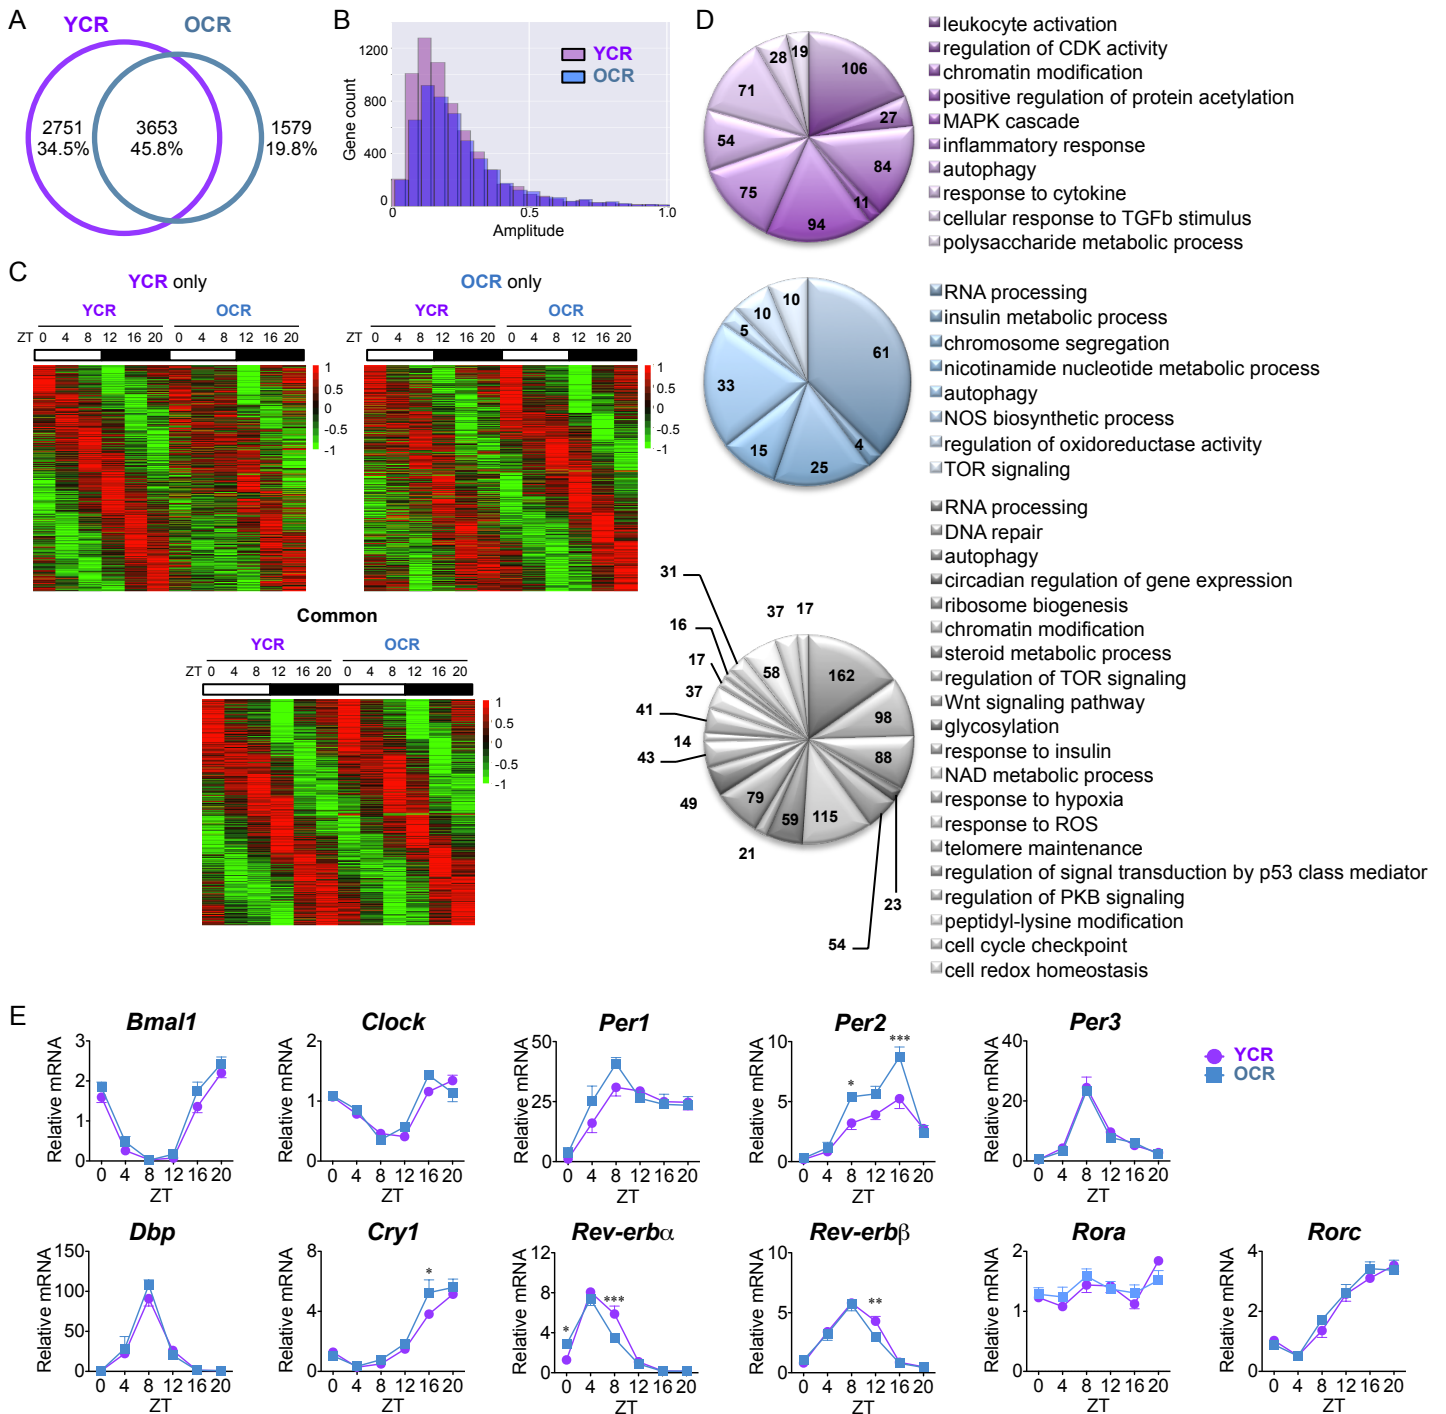 A
YCR OCR
2751 34.5%
3653 45.8%
1579 19.8%
B
Gene count
1200
800
400
0
0 0.5 1.0
Amplitude
YCR
OCR
C
YCR only
YCR OCR
ZT 0 4 8 12 16 20 0 4 8 12 16 20
1
0.5
0
-0.5
-1
OCR only
YCR OCR
ZT 0 4 8 12 16 20 0 4 8 12 16 20
1
0.5
0
-0.5
-1
Common
YCR OCR
ZT 0 4 8 12 16 20 0 4 8 12 16 20
1
0.5
0
-0.5
-1
D
106
27
84
11
94
75
54
71
28
19
leukocyte activation
regulation of CDK activity
chromatin modification
positive regulation of protein acetylation
MAPK cascade
inflammatory response
autophagy
response to cytokine
cellular response to TGFb stimulus
polysaccharide metabolic process
61
4
25
15
33
5
10
10
RNA processing
insulin metabolic process
chromosome segregation
nicotinamide nucleotide metabolic process
autophagy
NOS biosynthetic process
regulation of oxidoreductase activity
TOR signaling
162
98
88
23
54
115
59
21
79
49
43
14
41
37
17
16
31
58
37
17
RNA processing
DNA repair
autophagy
circadian regulation of gene expression
ribosome biogenesis
chromatin modification
steroid metabolic process
regulation of TOR signaling
Wnt signaling pathway
glycosylation
response to insulin
NAD metabolic process
response to hypoxia
response to ROS
telomere maintenance
regulation of signal transduction by p53 class mediator
regulation of PKB signaling
peptidyl-lysine modification
cell cycle checkpoint
cell redox homeostasis
E
Bmal1
Relative mRNA
3
2
1
0
0 4 8 12 16 20
ZT
Clock
Relative mRNA
2
1
0
0 4 8 12 16 20
ZT
Per1
Relative mRNA
50
25
0
0 4 8 12 16 20
ZT
Per2
Relative mRNA
10
5
0
* ***
0 4 8 12 16 20
ZT
Per3
Relative mRNA
40
20
0
0 4 8 12 16 20
ZT
YCR
OCR
Dbp
Relative mRNA
150
100
50
0
0 4 8 12 16 20
ZT
Cry1
Relative mRNA
8
4
0
*
0 4 8 12 16 20
ZT
Rev-erbα
Relative mRNA
12
8
4
0
* ***
0 4 8 12 16 20
ZT
Rev-erbβ
Relative mRNA
10
5
0
**
0 4 8 12 16 20
ZT
Rora
Relative mRNA
2
1
0
0 4 8 12 16 20
ZT
Rorc
Relative mRNA
4
2
0
0 4 8 12 16 20
ZT